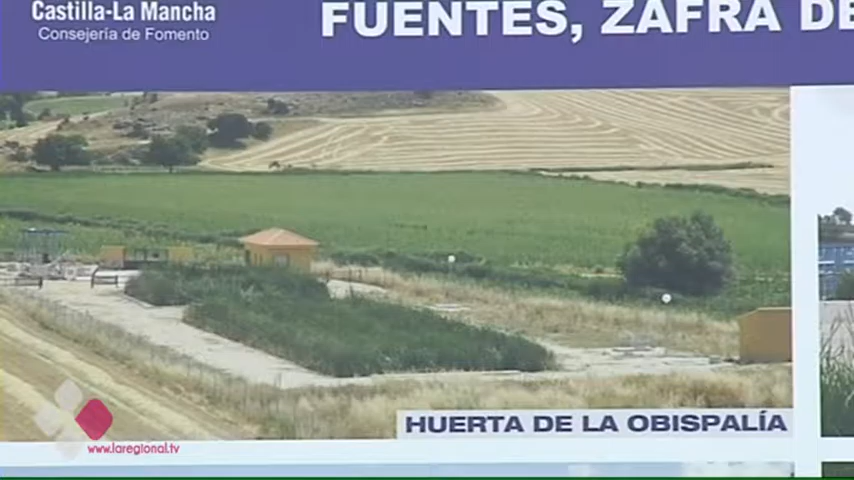 Castilla-La Mancha
Consejería de Fomento
FUENTES, ZAFRA DE
HUERTA DE LA OBISPALÍA
www.laregional.tv